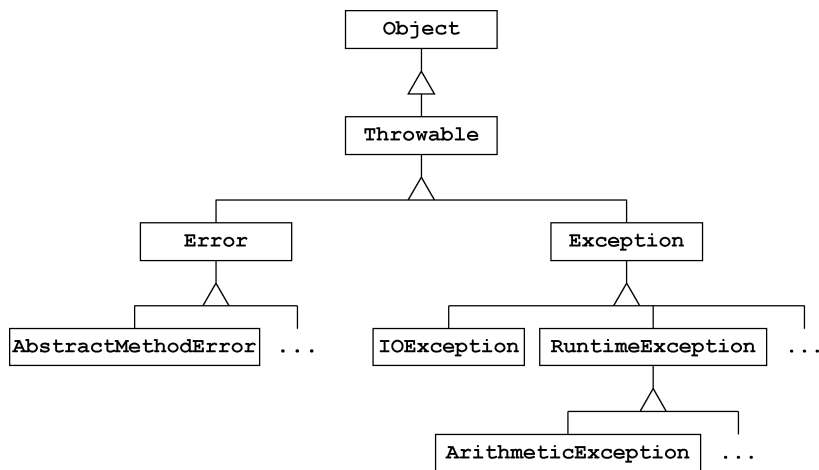 Object
Throwable
Error
Exception
AbstractMethodError ...
IOException
RuntimeException ...
ArithmeticException ...